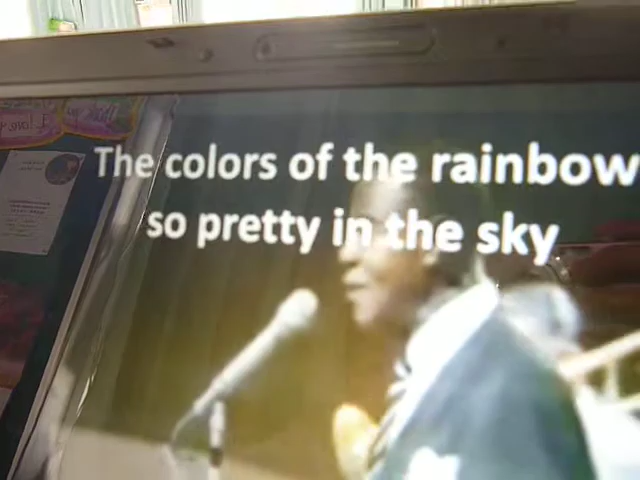 The colors of the rainbow
so pretty in the sky